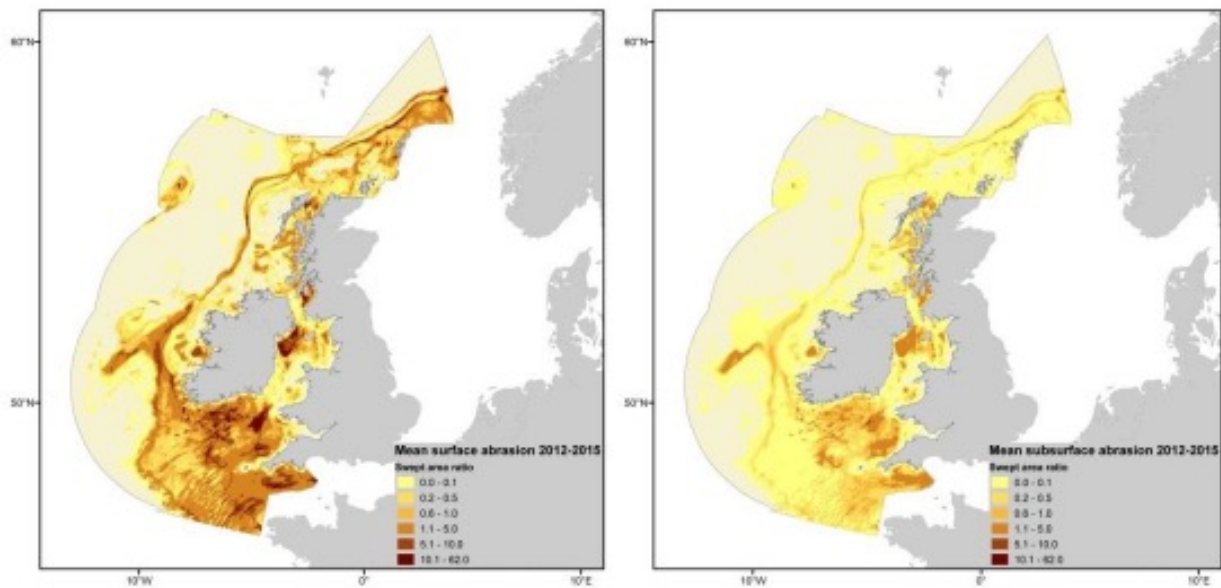 60°N
50°N
Mean surface abrasion 2012-2015
Swept area ratio
0.0 - 0.1
0.2 - 0.5
0.6 - 1.0
1.1 - 5.0
5.1 - 10.0
10.1 - 62.0
10°W
0°
10°E
60°N
50°N
Mean subsurface abrasion 2012-2015
Swept area ratio
0.0 - 0.1
0.2 - 0.5
0.6 - 1.0
1.1 - 5.0
5.1 - 10.0
10.1 - 62.0
10°W
0°
10°E